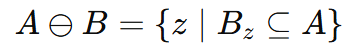 A ⊖ B = {z | B_z ⊆ A}